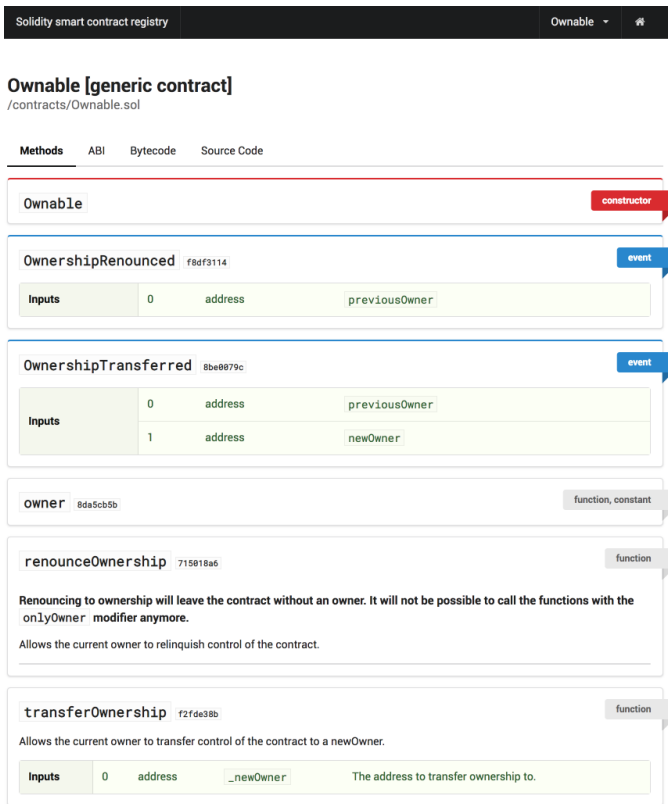 Solidity smart contract registry Ownable
Ownable [generic contract]
/contracts/Ownable.sol
Methods ABI Bytecode Source Code
Ownable constructor
OwnershipRenounced f8df3114 event
Inputs 0 address previousOwner
OwnershipTransferred 8be0079c event
Inputs
0 address previousOwner
1 address newOwner
owner 8da5cb5b function, constant
renounceOwnership 715018a6 function
Renouncing to ownership will leave the contract without an owner. It will not be possible to call the functions with the
onlyOwner modifier anymore.
Allows the current owner to relinquish control of the contract.
transferOwnership f2fde38b function
Allows the current owner to transfer control of the contract to a newOwner.
Inputs 0 address _newOwner The address to transfer ownership to.